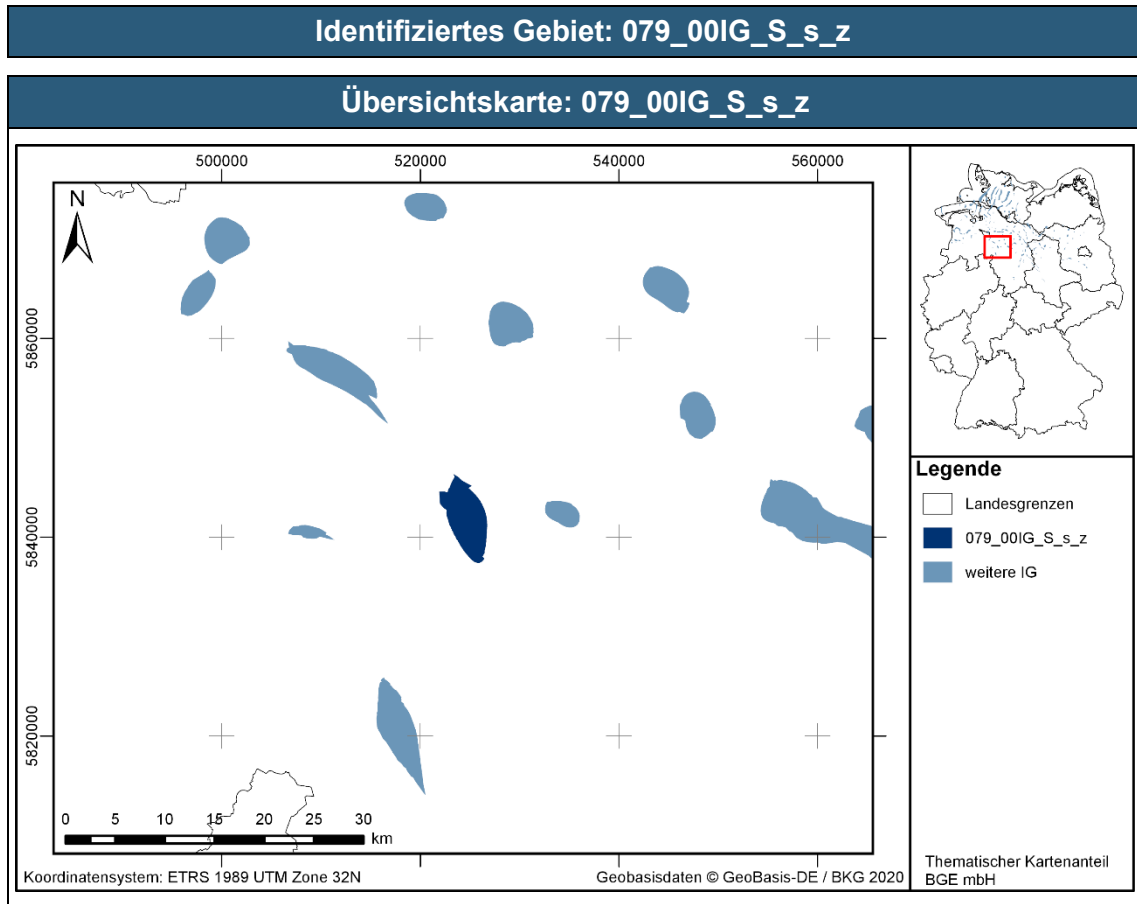 Identifiziertes Gebiet: 079_00IG_S_s_z
Übersichtskarte: 079_00IG_S_s_z
500000 520000 540000 560000
N
5860000
5840000
5820000
0 5 10 15 20 25 30
km
Koordinatensystem: ETRS 1989 UTM Zone 32N
Geobasisdaten © GeoBasis-DE / BKG 2020
Legende
Landesgrenzen
079_00IG_S_s_z
weitere IG
Thematischer Kartenanteil
BGE mbH